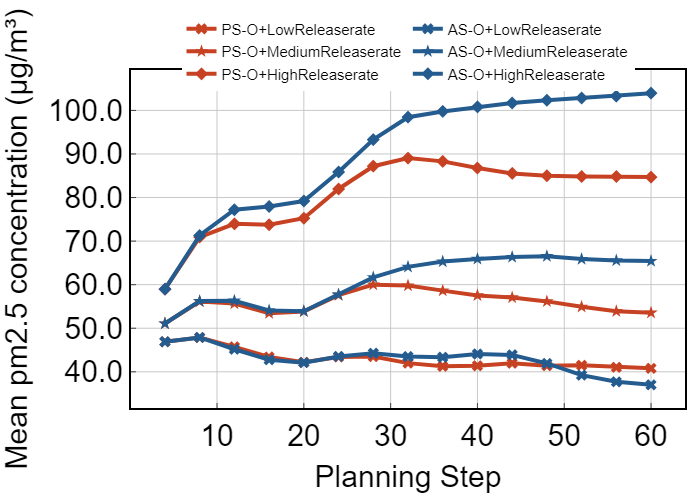 PS-O+LowReleaserate AS-O+LowReleaserate
PS-O+MediumReleaserate AS-O+MediumReleaserate
PS-O+HighReleaserate AS-O+HighReleaserate
Mean pm2.5 concentration (µg/m³)
100.0
90.0
80.0
70.0
60.0
50.0
40.0
10 20 30 40 50 60
Planning Step